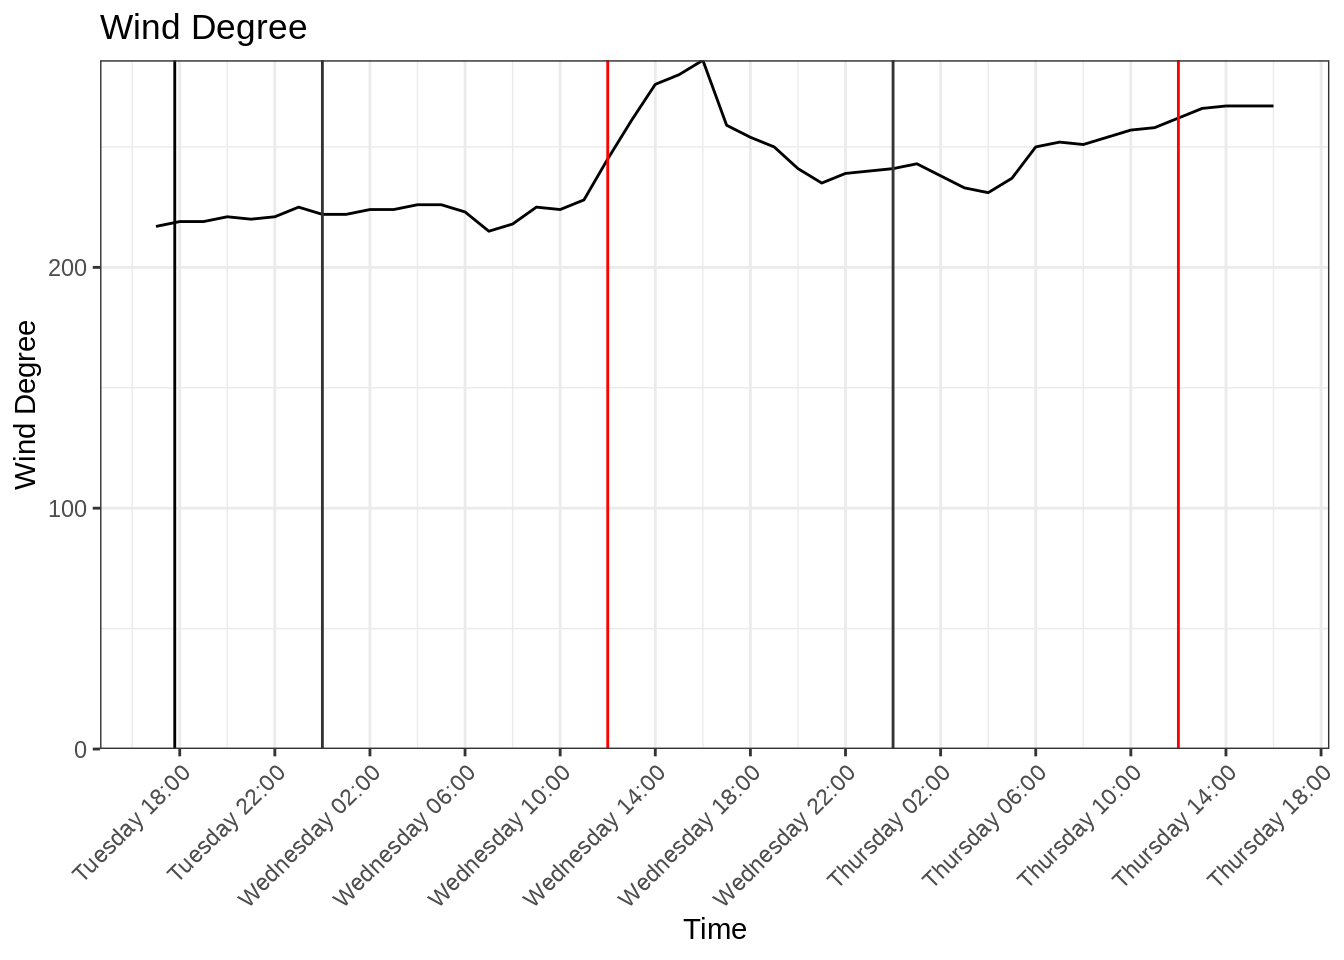 Wind Degree
Wind Degree
200
100
0
Tuesday 18:00
Tuesday 22:00
Wednesday 02:00
Wednesday 06:00
Wednesday 10:00
Wednesday 14:00
Wednesday 18:00
Wednesday 22:00
Thursday 02:00
Thursday 06:00
Thursday 10:00
Thursday 14:00
Thursday 18:00
Time